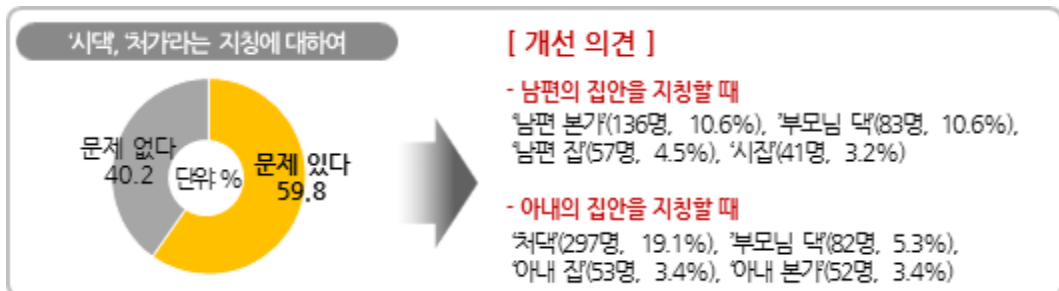 '시댁', '처가'라는 지칭에 대하여
문제 없다
40.2
단위: %
문제 있다
59.8
[ 개선 의견 ]
- 남편의 집안을 지칭할 때
'남편 본가'(136명, 10.6%), '부모님 댁'(83명, 10.6%),
'남편 집'(57명, 4.5%), '시집'(41명, 3.2%)
- 아내의 집안을 지칭할 때
'처댁'(297명, 19.1%), '부모님 댁'(82명, 5.3%),
'아내 집'(53명, 3.4%), '아내 본가'(52명, 3.4%)